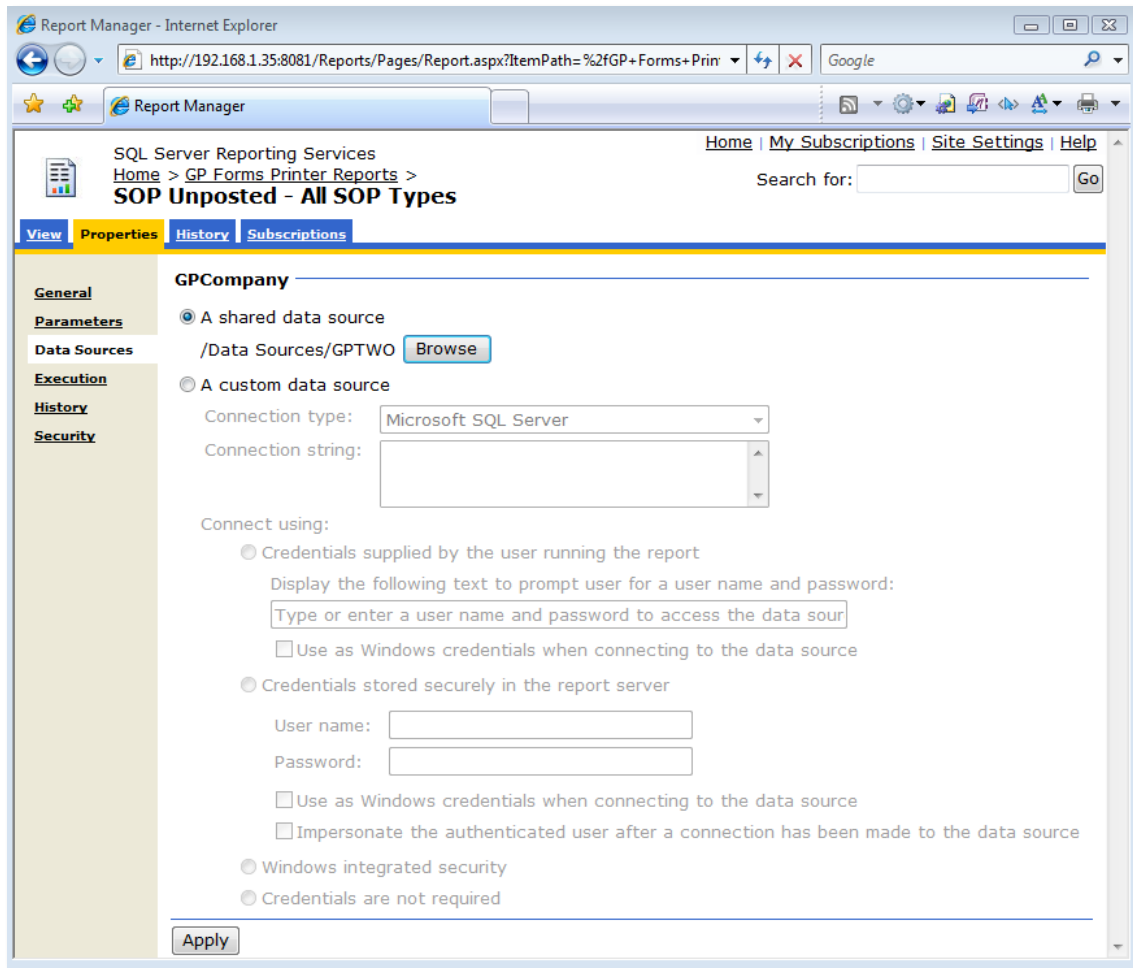 Report Manager - Internet Explorer
http://192.168.1.35:8081/Reports/Pages/Report.aspx?ItemPath=%2fGP+Forms+Prin
Google
Report Manager
Home | My Subscriptions | Site Settings | Help
SQL Server Reporting Services
Home > GP Forms Printer Reports >
SOP Unposted - All SOP Types
Search for: Go
View Properties History Subscriptions
General
Parameters
Data Sources
Execution
History
Security
GPCompany
A shared data source
/Data Sources/GPTWO Browse
A custom data source
Connection type: Microsoft SQL Server
Connection string:
Connect using:
Credentials supplied by the user running the report
Display the following text to prompt user for a user name and password:
Type or enter a user name and password to access the data sour
Use as Windows credentials when connecting to the data source
Credentials stored securely in the report server
User name:
Password:
Use as Windows credentials when connecting to the data source
Impersonate the authenticated user after a connection has been made to the data source
Windows integrated security
Credentials are not required
Apply